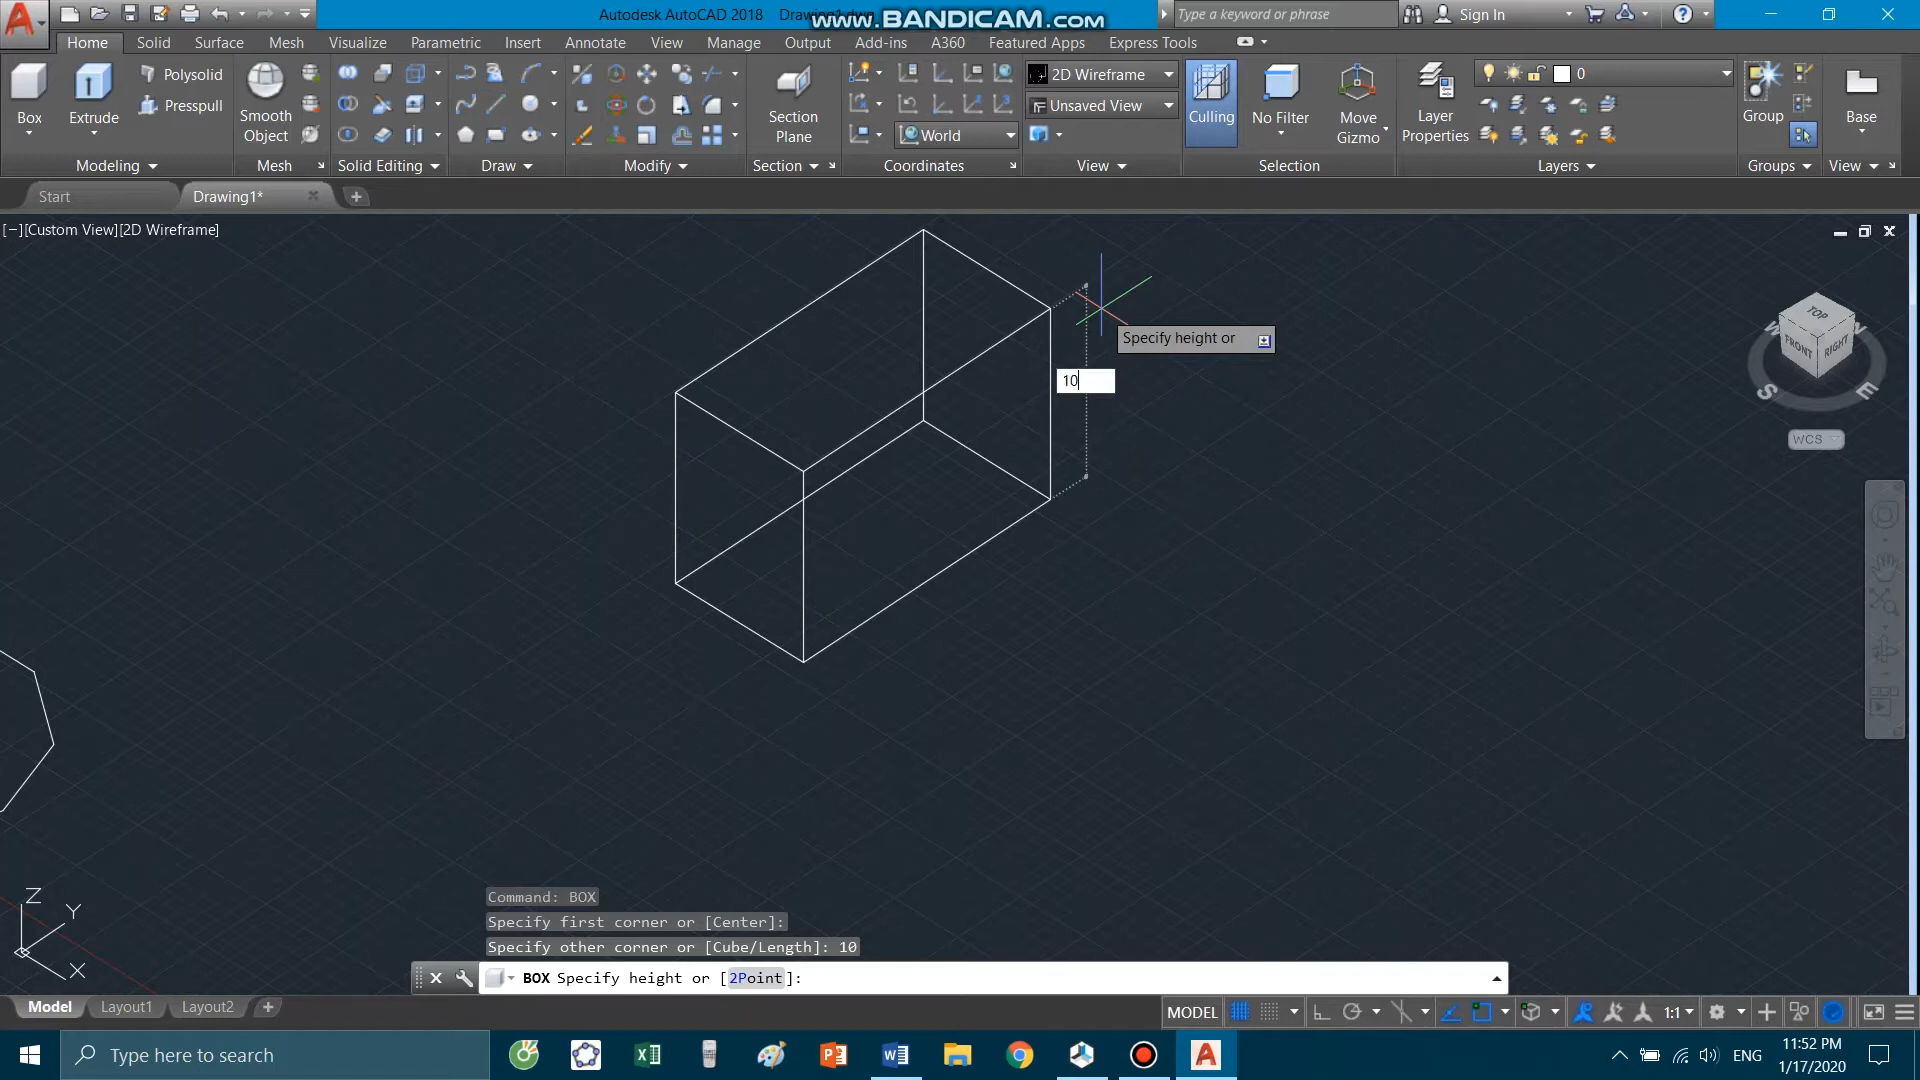 Autodesk AutoCAD 2018 Drawing1.dwg
www.BANDICAM.com
Type a keyword or phrase
Sign In
Home Solid Surface Mesh Visualize Parametric Insert Annotate View Manage Output Add-ins A360 Featured Apps Express Tools
Box
Extrude
Polysolid
Presspull
Modeling
Smooth
Object
Mesh
Solid Editing
Draw
Modify
Section
Plane
Section
World
Coordinates
2D Wireframe
Unsaved View
View
Culling
No Filter
Move
Gizmo
Selection
Layer
Properties
0
Layers
Group
Groups
Base
View
Start
Drawing1*
[−][Custom View][2D Wireframe]
TOP
FRONT
RIGHT
W
N
S
E
WCS
Specify height or
10
Z
Y
X
Command: BOX
Specify first corner or [Center]:
Specify other corner or [Cube/Length]: 10
BOX Specify height or [2Point]:
Model Layout1 Layout2
MODEL
1:1
Type here to search
ENG
11:52 PM
1/17/2020